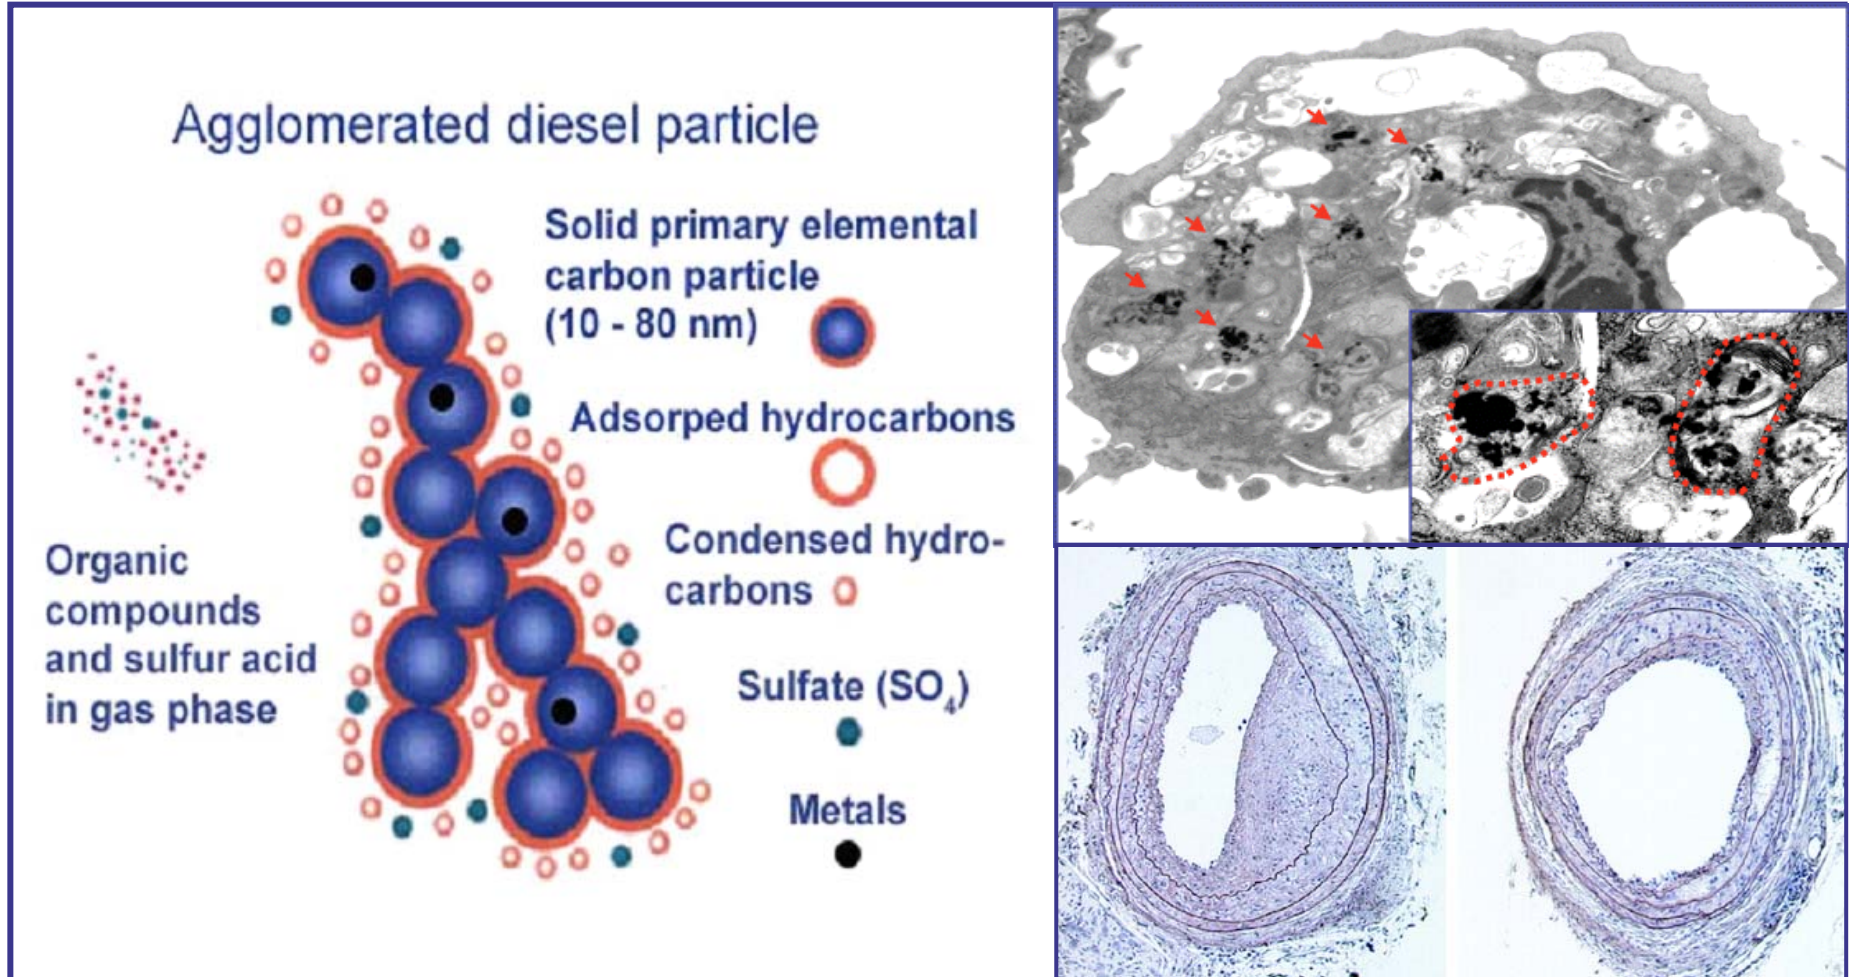 Agglomerated diesel particle
Solid primary elemental
carbon particle
(10 - 80 nm)
Adsorped hydrocarbons
Condensed hydro-
carbons
Organic
compounds
and sulfur acid
in gas phase
Sulfate (SO₄)
Metals